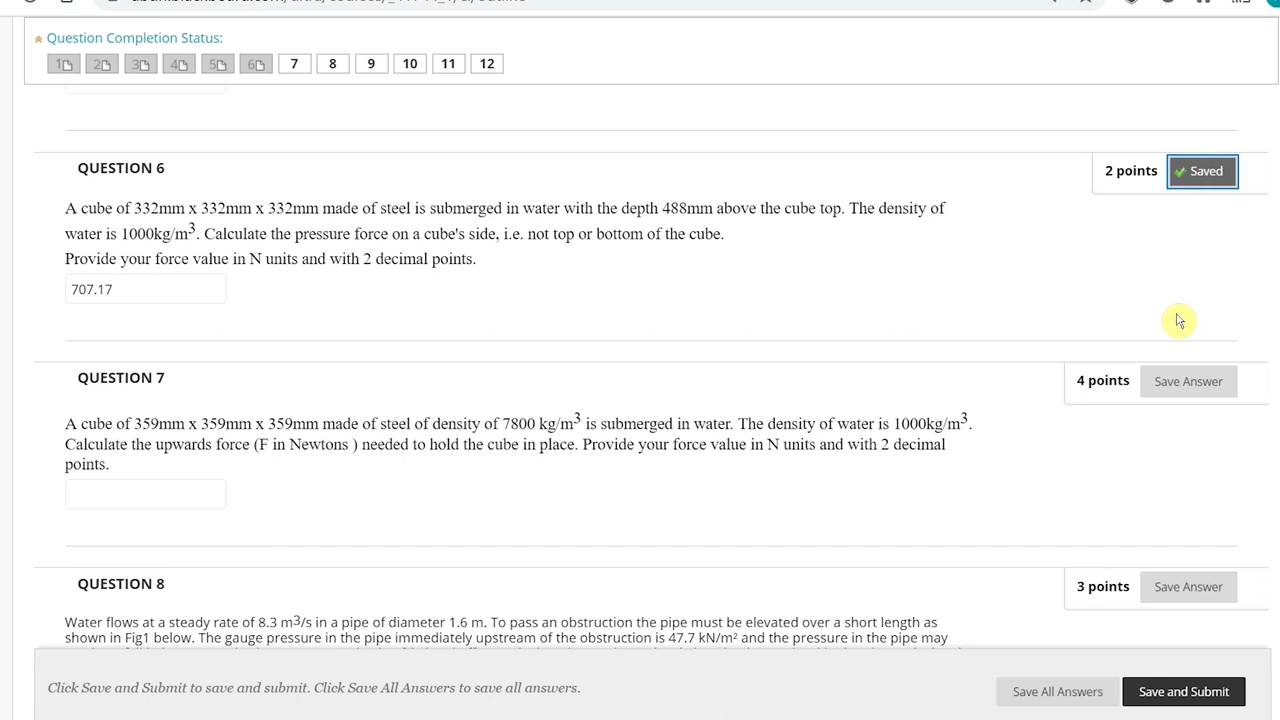 Question Completion Status:
1 2 3 4 5 6 7 8 9 10 11 12
QUESTION 6
2 points Saved
A cube of 332mm x 332mm x 332mm made of steel is submerged in water with the depth 488mm above the cube top. The density of
water is 1000kg/m3. Calculate the pressure force on a cube's side, i.e. not top or bottom of the cube.
Provide your force value in N units and with 2 decimal points.
707.17
QUESTION 7
4 points Save Answer
A cube of 359mm x 359mm x 359mm made of steel of density of 7800 kg/m3 is submerged in water. The density of water is 1000kg/m3.
Calculate the upwards force (F in Newtons ) needed to hold the cube in place. Provide your force value in N units and with 2 decimal
points.
QUESTION 8
3 points Save Answer
Water flows at a steady rate of 8.3 m3/s in a pipe of diameter 1.6 m. To pass an obstruction the pipe must be elevated over a short length as
shown in Fig1 below. The gauge pressure in the pipe immediately upstream of the obstruction is 47.7 kN/m² and the pressure in the pipe may
Click Save and Submit to save and submit. Click Save All Answers to save all answers.
Save All Answers Save and Submit